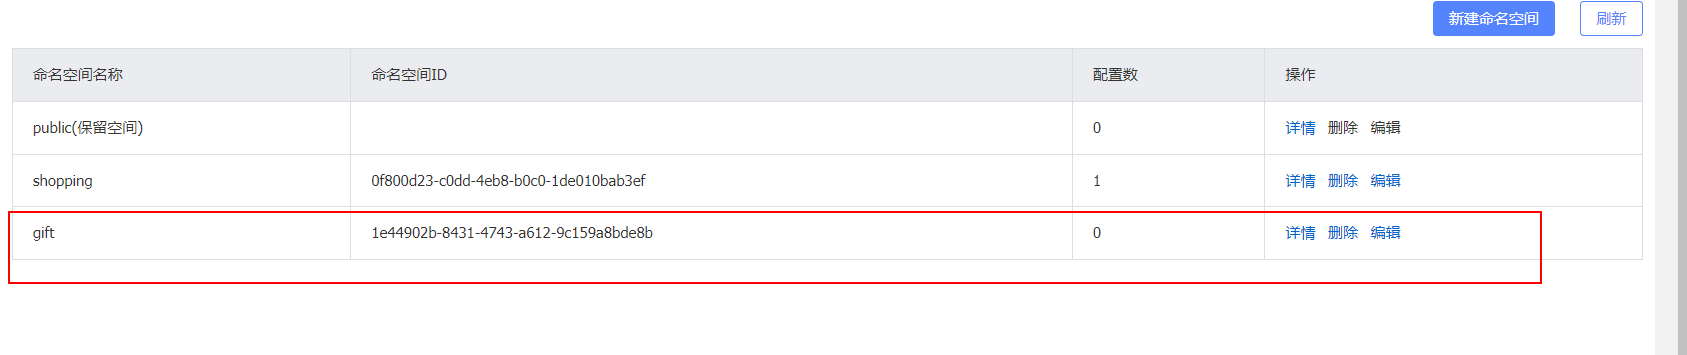 新建命名空间 刷新
命名空间名称 命名空间ID 配置数 操作
public(保留空间) 0 详情 删除 编辑
shopping 0f800d23-c0dd-4eb8-b0c0-1de010bab3ef 1 详情 删除 编辑
gift 1e44902b-8431-4743-a612-9c159a8bde8b 0 详情 删除 编辑